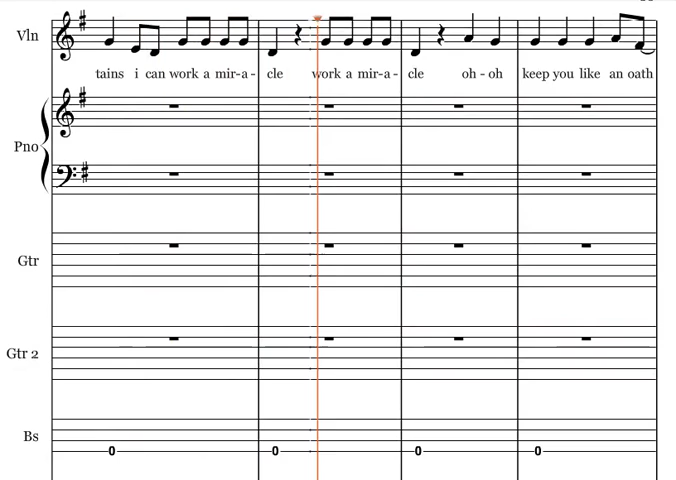 Vln
tains i can work a mir-a- cle work a mir-a- cle oh-oh keep you like an oath
Pno
Gtr
Gtr 2
Bs
0 0 0 0